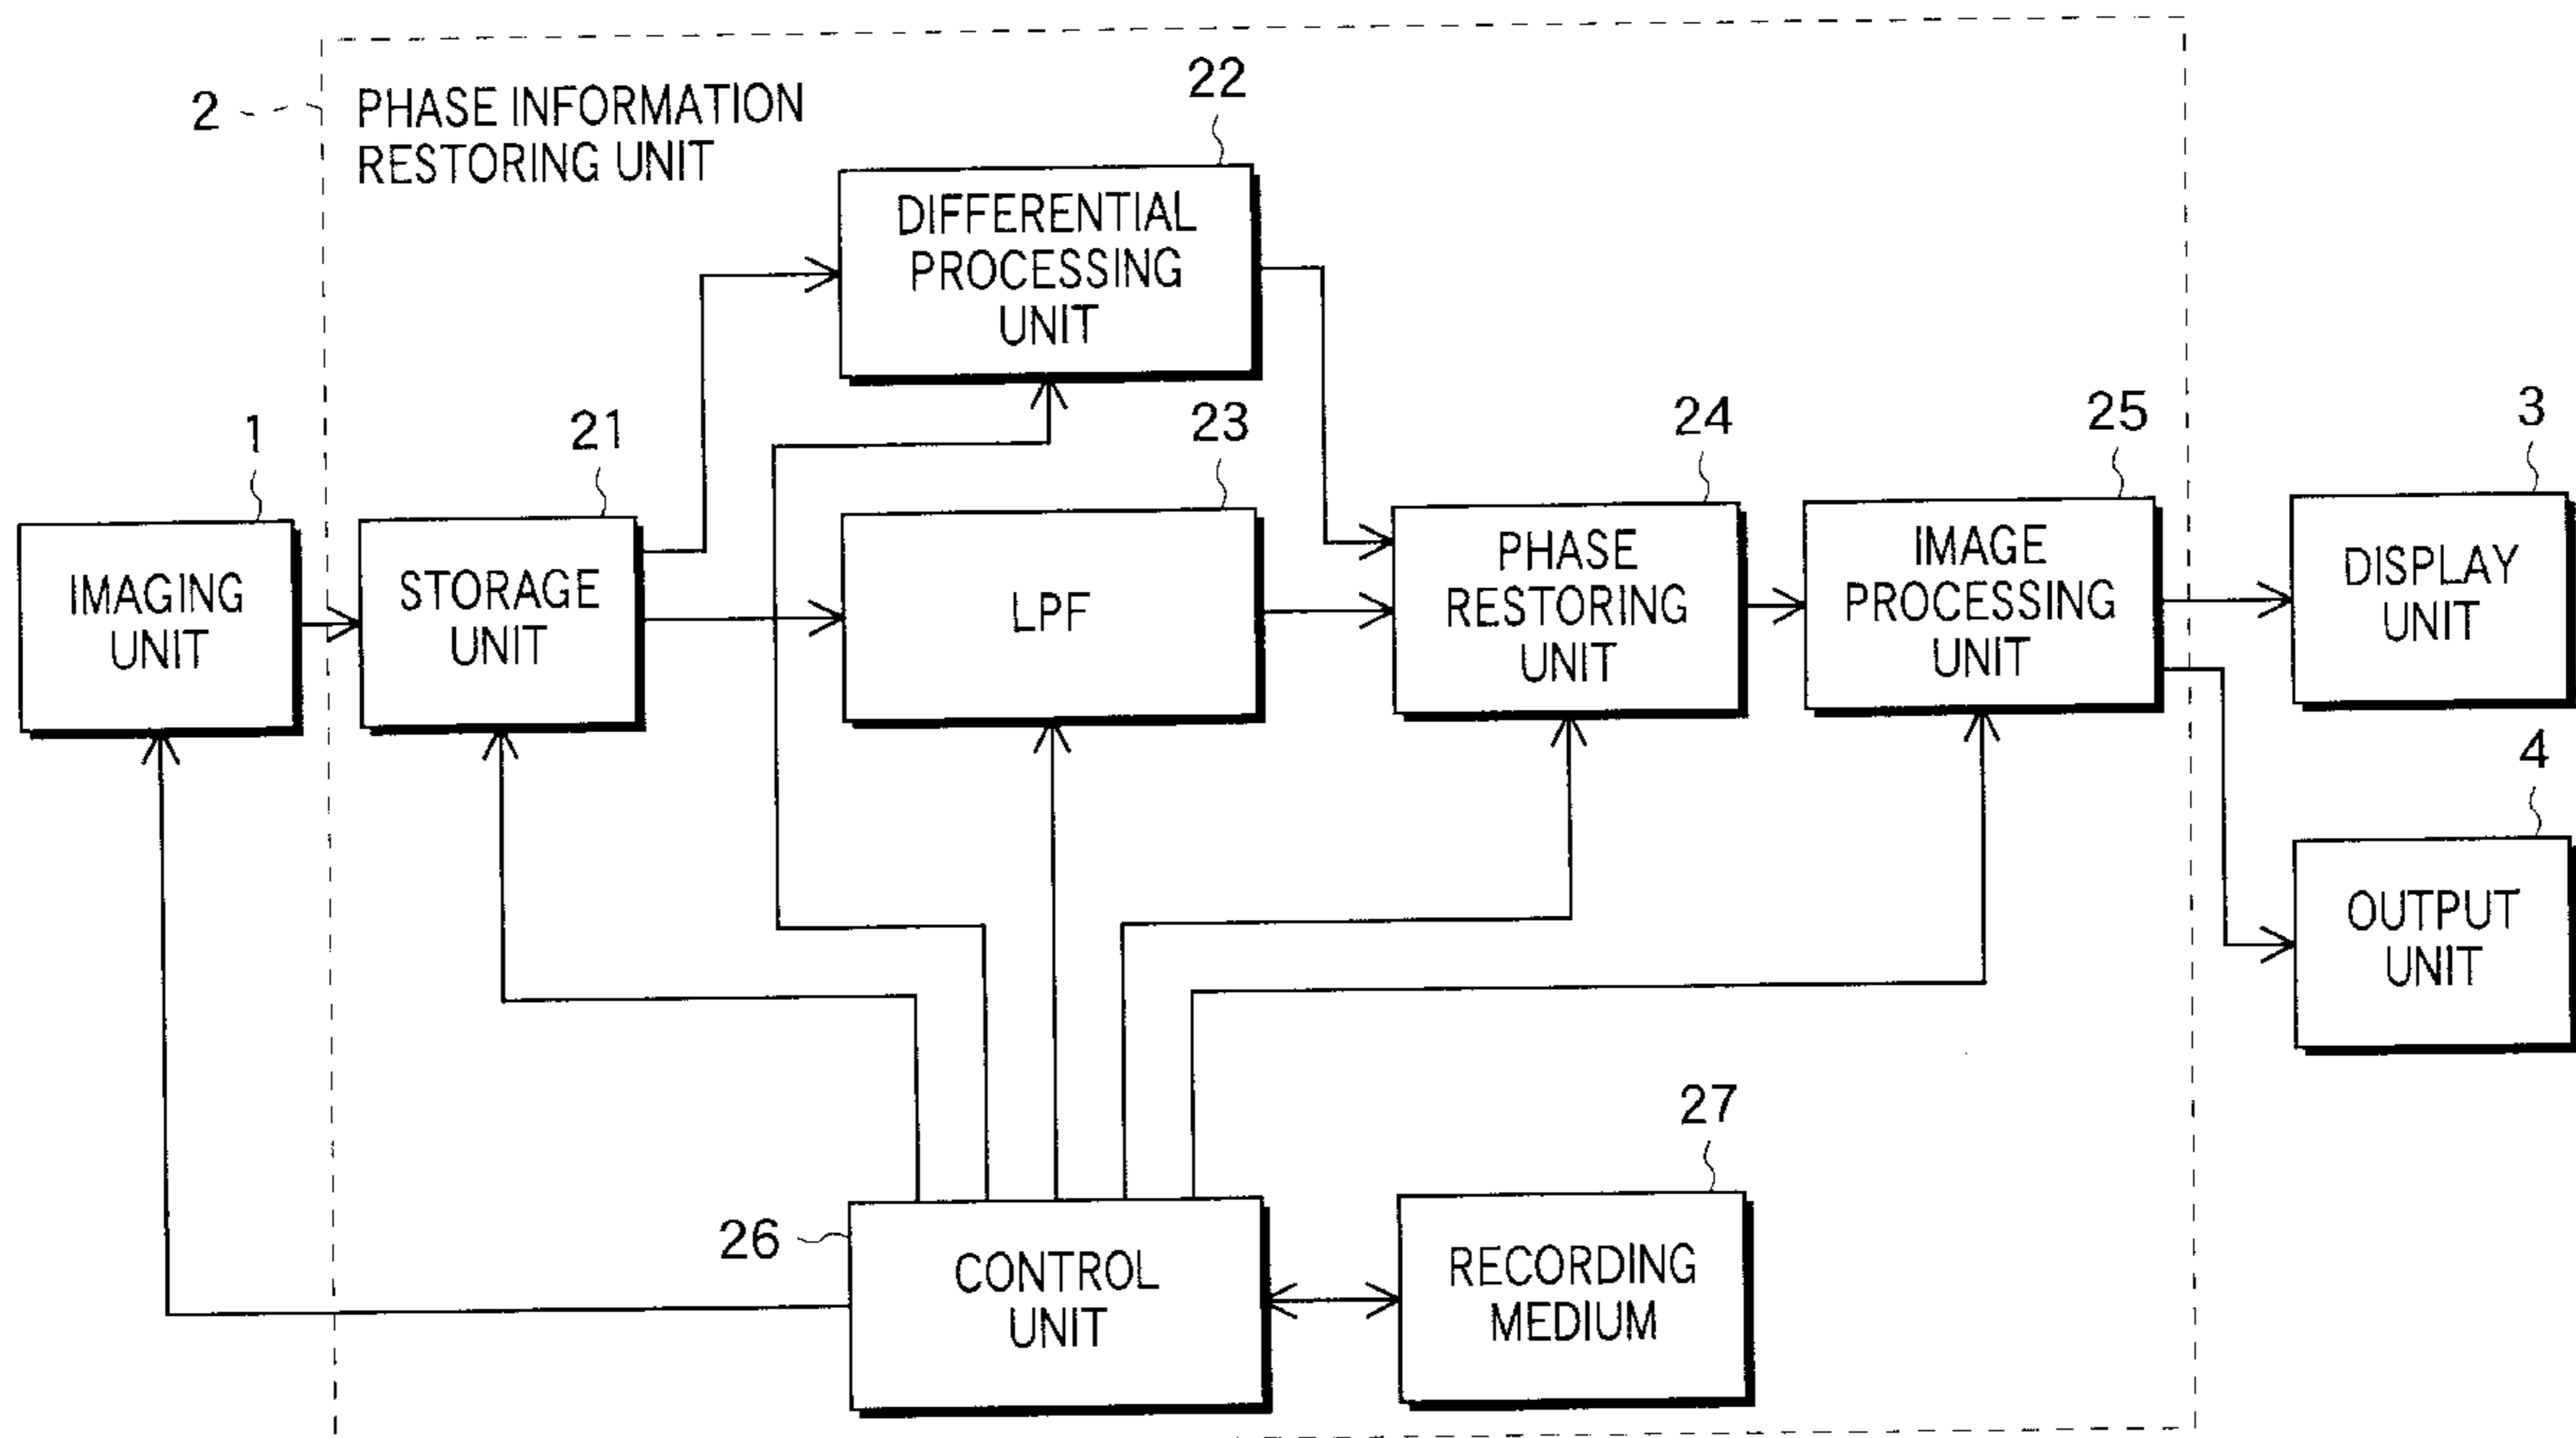 2
PHASE INFORMATION
RESTORING UNIT
22
DIFFERENTIAL
PROCESSING
UNIT
1
IMAGING
UNIT
21
STORAGE
UNIT
23
LPF
24
PHASE
RESTORING
UNIT
25
IMAGE
PROCESSING
UNIT
3
DISPLAY
UNIT
4
OUTPUT
UNIT
26
CONTROL
UNIT
27
RECORDING
MEDIUM